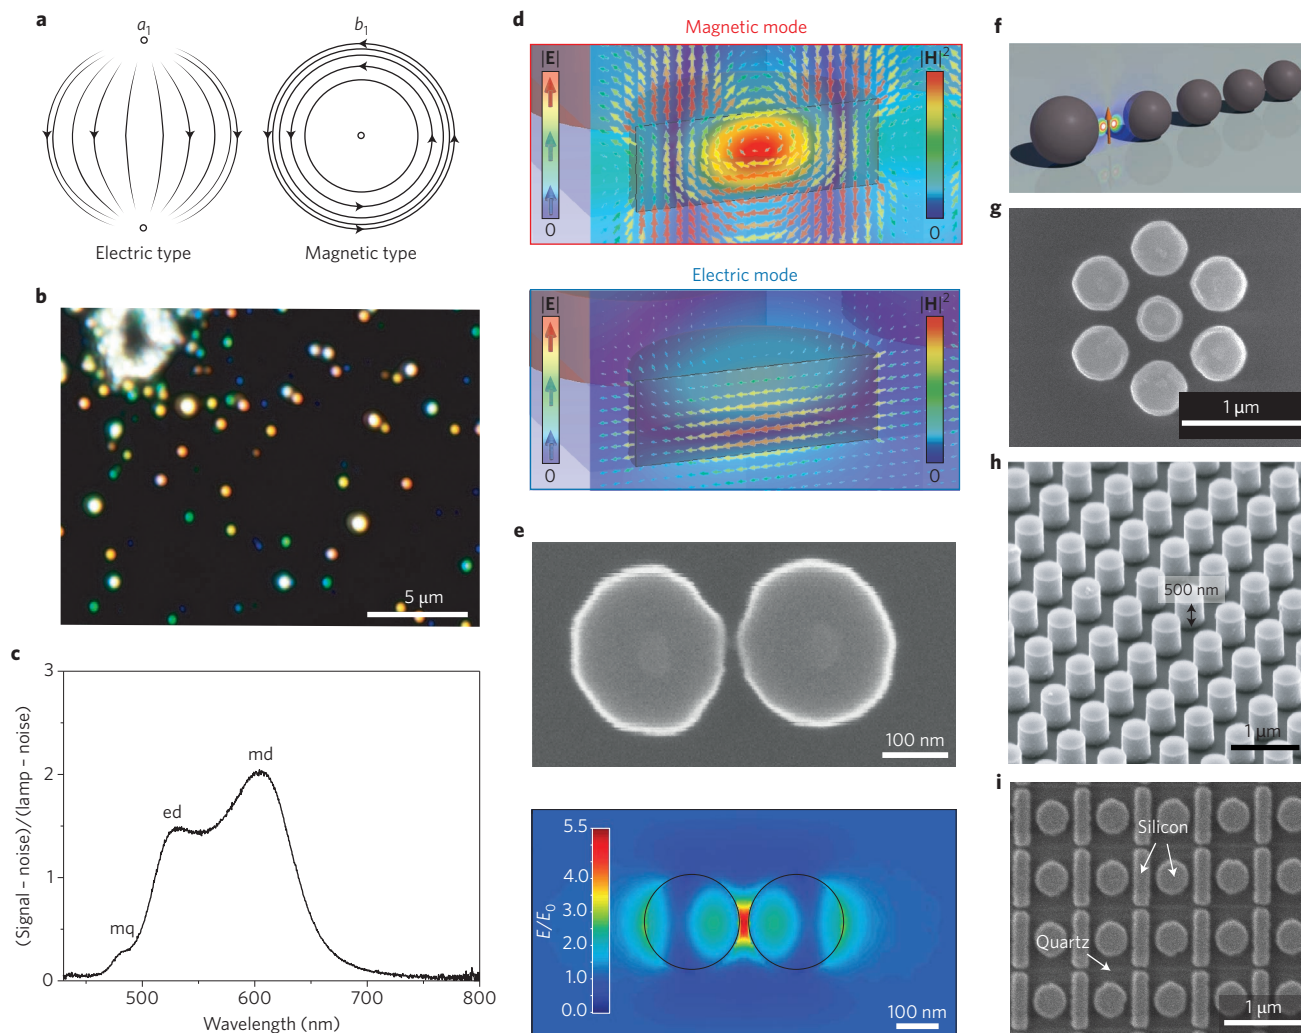 a
a₁
b₁
Electric type
Magnetic type
b
5 µm
c
(Signal – noise)/(lamp – noise)
3
2
1
0
mq
ed
md
500
600
700
800
Wavelength (nm)
d
Magnetic mode
|E|
0
|H|²
0
Electric mode
|E|
0
|H|²
0
e
100 nm
E/E₀
5.5
4.0
3.0
2.0
1.0
0.0
100 nm
f
g
1 µm
h
500 nm
1 µm
i
Silicon
Quartz
1 µm